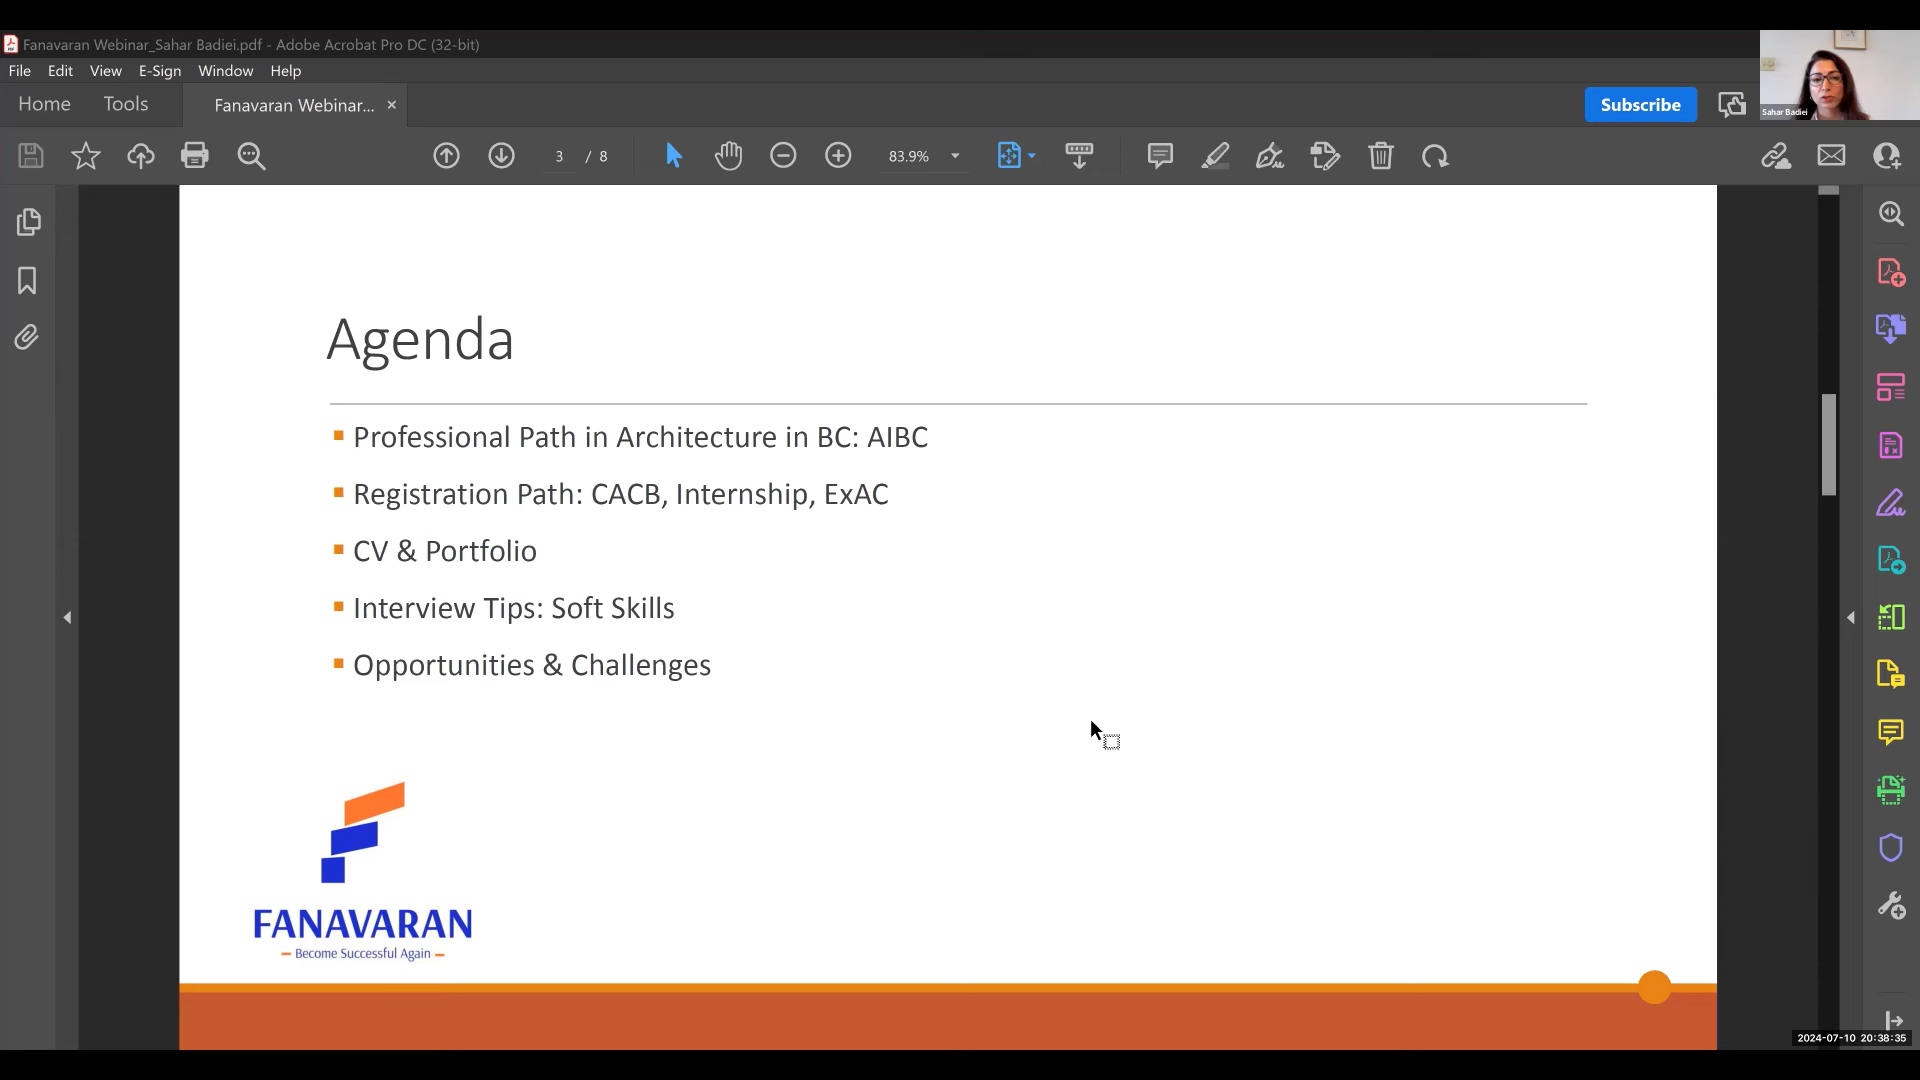 Fanavaran Webinar_Sahar Badiei.pdf - Adobe Acrobat Pro DC (32-bit)
File Edit View E-Sign Window Help
Home Tools Fanavaran Webinar... ×
Subscribe
Sahar Badiei
3 / 8 83.9%
Agenda
Professional Path in Architecture in BC: AIBC
Registration Path: CACB, Internship, ExAC
CV & Portfolio
Interview Tips: Soft Skills
Opportunities & Challenges
FANAVARAN
Become Successful Again
2024-07-10 20:38:35